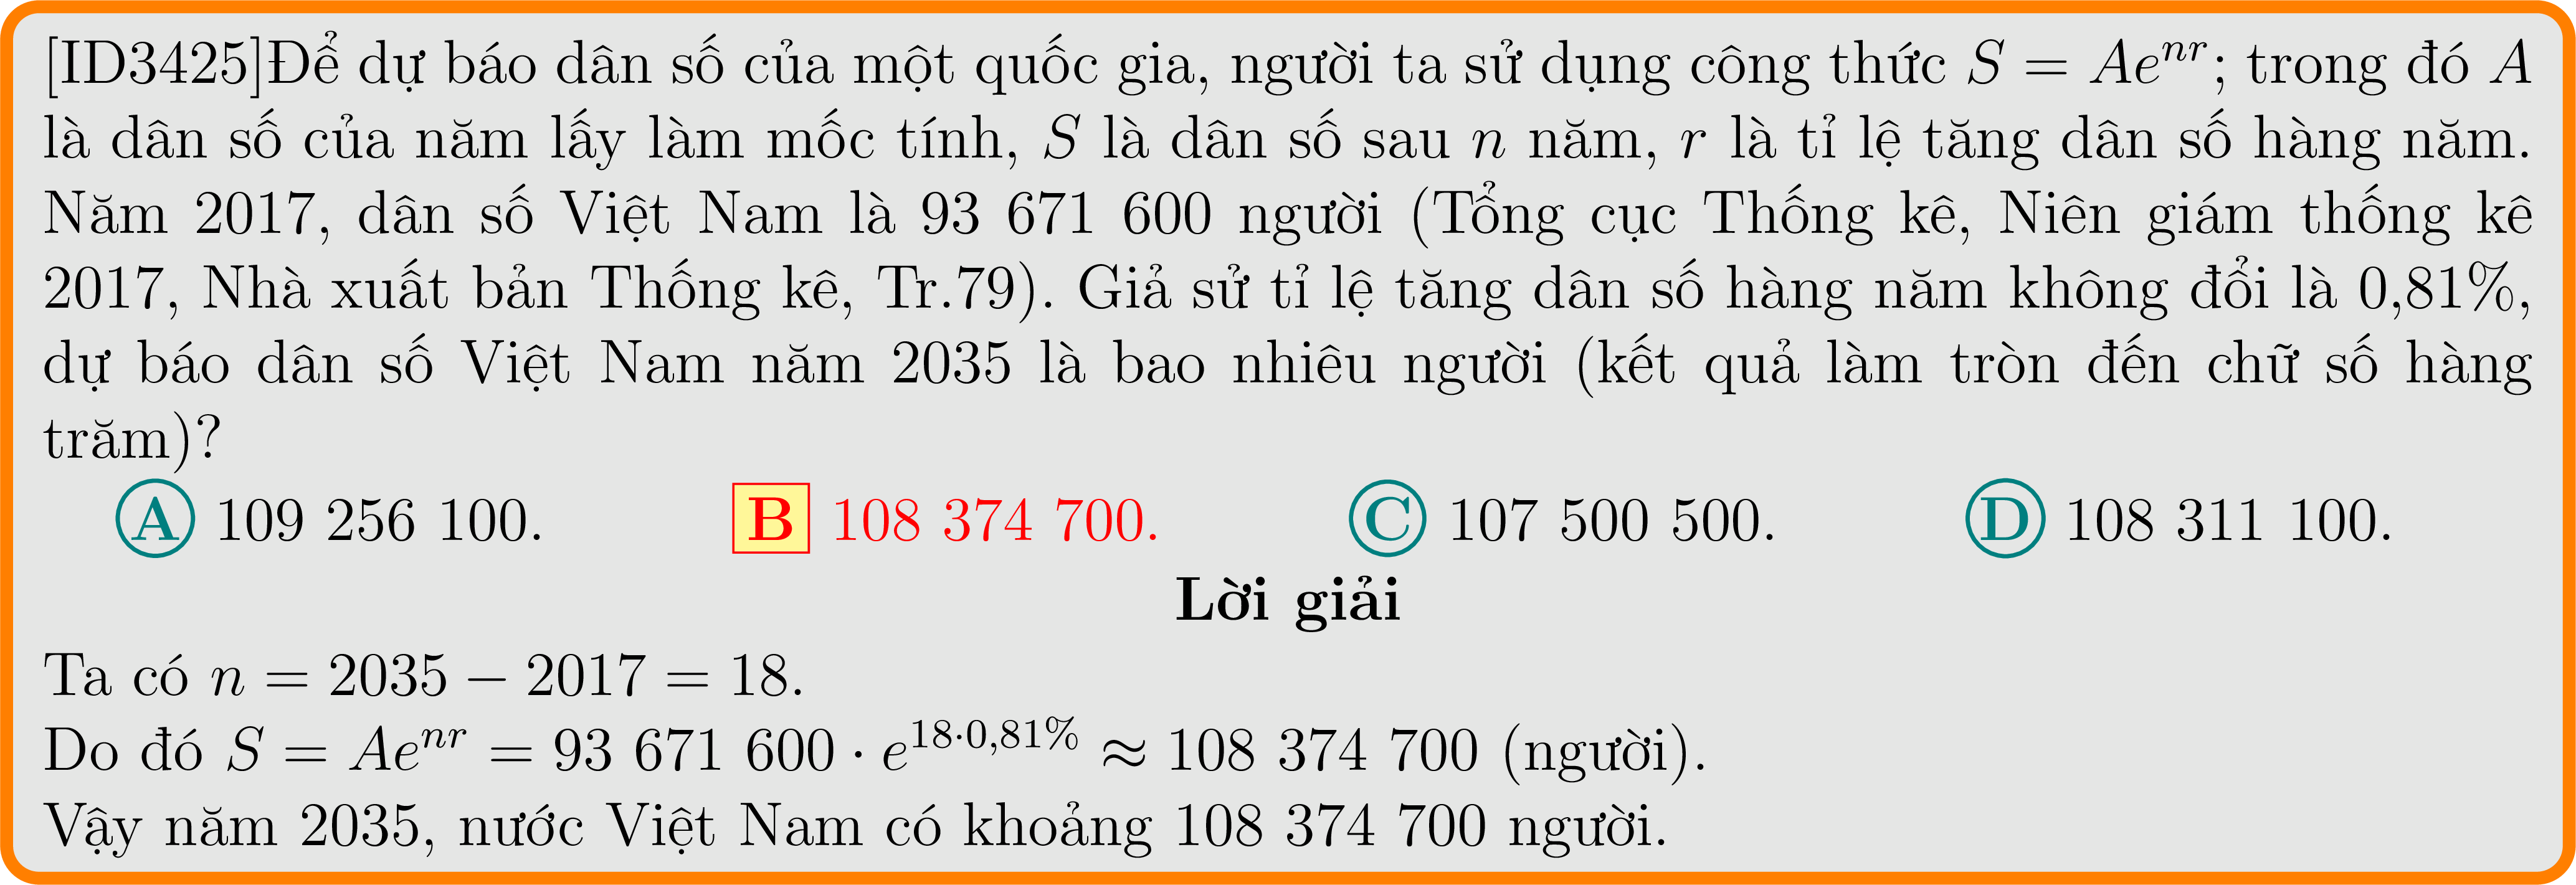 [ID3425]Để dự báo dân số của một quốc gia, người ta sử dụng công thức S = Ae^{nr}; trong đó A
là dân số của năm lấy làm mốc tính, S là dân số sau n năm, r là tỉ lệ tăng dân số hàng năm.
Năm 2017, dân số Việt Nam là 93 671 600 người (Tổng cục Thống kê, Niên giám thống kê
2017, Nhà xuất bản Thống kê, Tr.79). Giả sử tỉ lệ tăng dân số hàng năm không đổi là 0,81%,
dự báo dân số Việt Nam năm 2035 là bao nhiêu người (kết quả làm tròn đến chữ số hàng
trăm)?
A 109 256 100. B 108 374 700. C 107 500 500. D 108 311 100.
Lời giải
Ta có n = 2035 − 2017 = 18.
Do đó S = Ae^{nr} = 93 671 600 · e^{18·0,81%} ≈ 108 374 700 (người).
Vậy năm 2035, nước Việt Nam có khoảng 108 374 700 người.